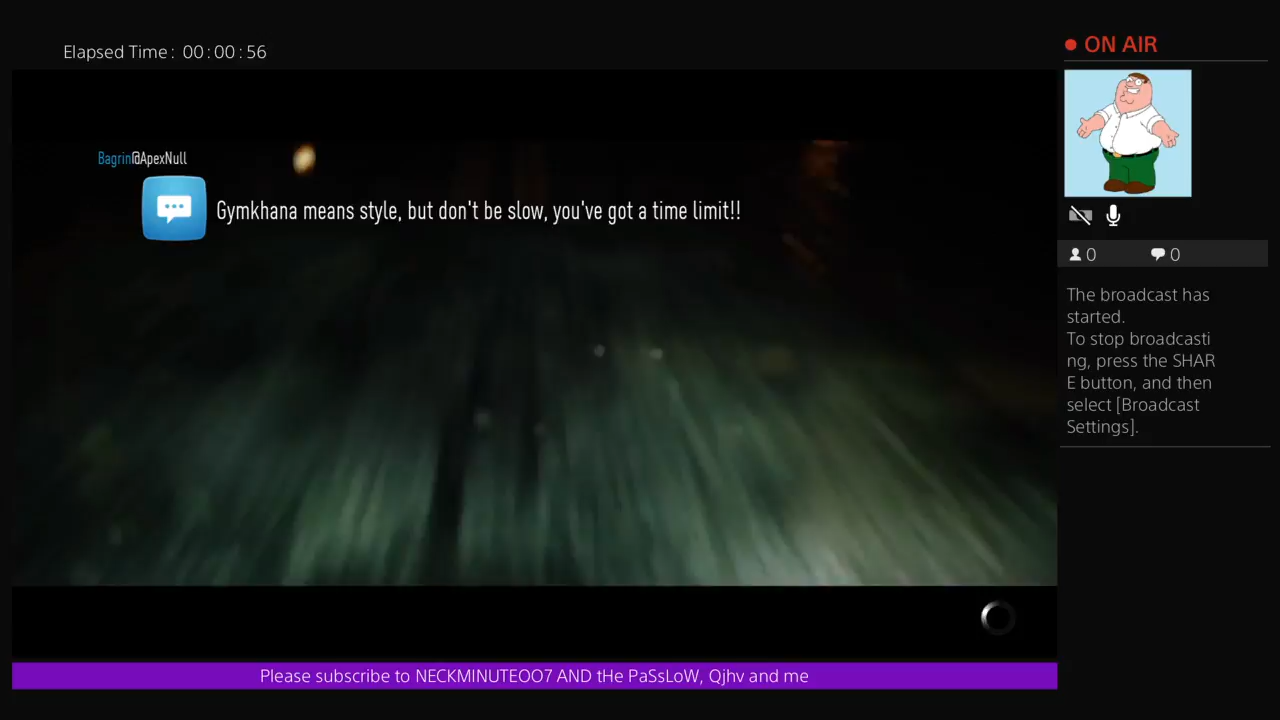 Elapsed Time: 00:00:56
ON AIR
Bagrin@ApexNull
Gymkhana means style, but don't be slow, you've got a time limit!!
0 0
The broadcast has
started.
To stop broadcasti
ng, press the SHAR
E button, and then
select [Broadcast
Settings].
Please subscribe to NECKMINUTEOO7 AND tHe PaSsLoW, Qjhv and me